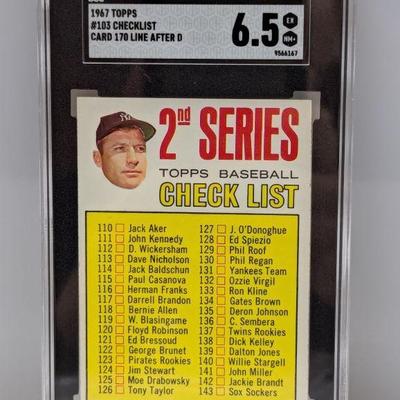 1967 TOPPS
#103 CHECKLIST
CARD 170 LINE AFTER D
6.5
EX
NM+
9566167
2nd SERIES
TOPPS BASEBALL
CHECK LIST
110 Jack Aker
111 John Kennedy
112 D. Wickersham
113 Dave Nicholson
114 Jack Baldschun
115 Paul Casanova
116 Herman Franks
117 Darrell Brandon
118 Bernie Allen
119 W. Blasingame
120 Floyd Robinson
121 Ed Bressoud
122 George Brunet
123 Pirates Rookies
124 Jim Stewart
125 Moe Drabowsky
126 Tony Taylor
127 J. O'Donoghue
128 Ed Spiezio
129 Phil Roof
130 Phil Regan
131 Yankees Team
132 Ozzie Virgil
133 Ron Kline
134 Gates Brown
135 Deron Johnson
136 C. Sembera
137 Twins Rookies
138 Dick Kelley
139 Dalton Jones
140 Willie Stargell
141 John Miller
142 Jackie Brandt
143 Sox Sockers